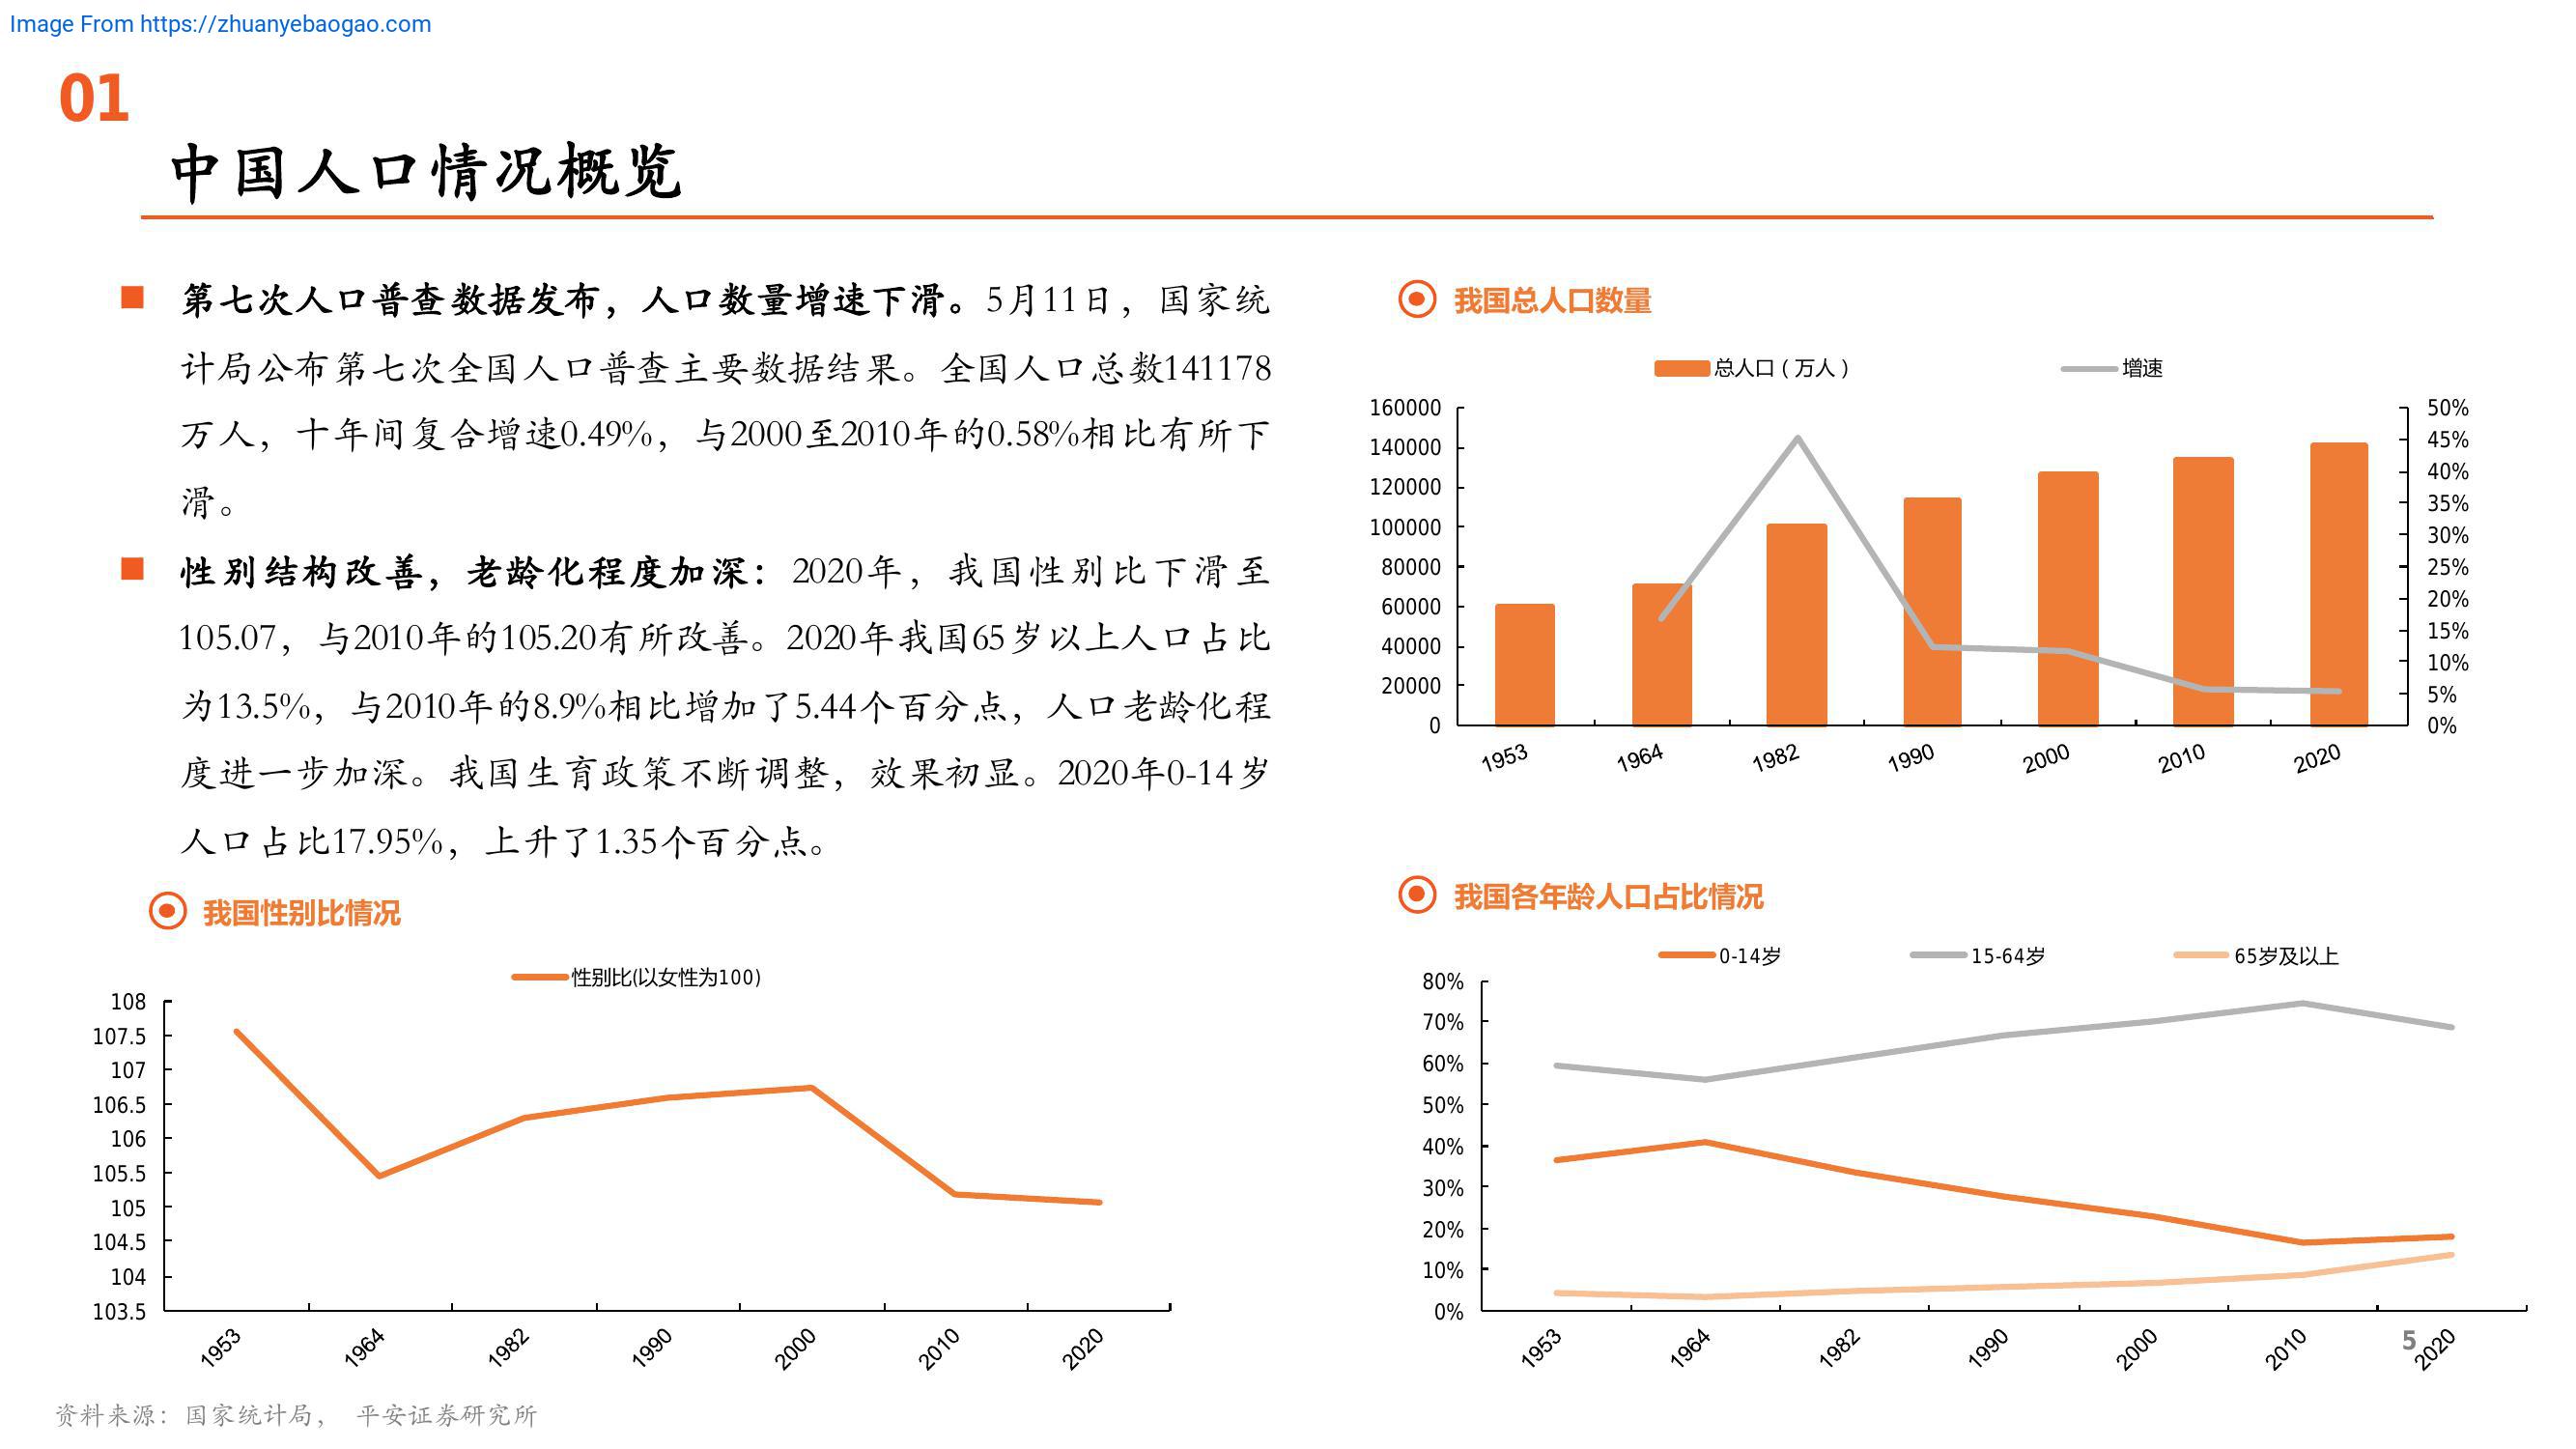 Image From https://zhuanyebaogao.com
01
中国人口情况概览
■ 第七次人口普查数据发布，人口数量增速下滑。5月11日，国家统
计局公布第七次全国人口普查主要数据结果。全国人口总数141178
万人，十年间复合增速0.49%，与2000至2010年的0.58%相比有所下
滑。
■ 性别结构改善，老龄化程度加深：2020年，我国性别比下滑至
105.07，与2010年的105.20有所改善。2020年我国65岁以上人口占比
为13.5%，与2010年的8.9%相比增加了5.44个百分点，人口老龄化程
度进一步加深。我国生育政策不断调整，效果初显。2020年0-14岁
人口占比17.95%，上升了1.35个百分点。
我国性别比情况
性别比(以女性为100)
108
107.5
107
106.5
106
105.5
105
104.5
104
103.5
1953 1964 1982 1990 2000 2010 2020
我国总人口数量
总人口（万人） 增速
160000 50%
140000 45%
120000 40%
100000 35%
80000 30%
60000 25%
40000 20%
20000 15%
0 10%
5%
0%
1953 1964 1982 1990 2000 2010 2020
我国各年龄人口占比情况
0-14岁 15-64岁 65岁及以上
80%
70%
60%
50%
40%
30%
20%
10%
0%
1953 1964 1982 1990 2000 2010 2020
5
资料来源：国家统计局， 平安证券研究所